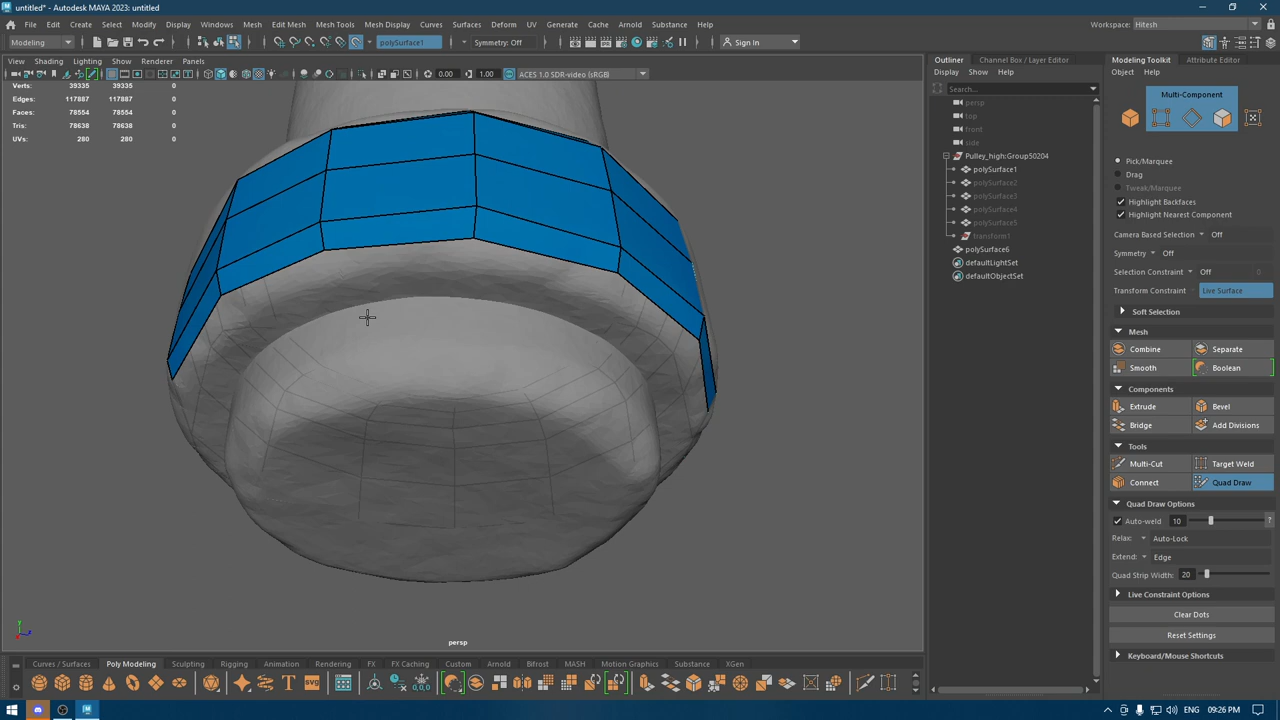 untitled* - Autodesk MAYA 2023: untitled
File Edit Create Select Modify Display Windows Mesh Edit Mesh Mesh Tools Mesh Display Curves Surfaces Deform UV Generate Cache Arnold Substance Help
Workspace: Hitesh
Modeling polySurface1 Symmetry: Off Sign In
View Shading Lighting Show Renderer Panels
0.00 1.00 ACES 1.0 SDR-video (sRGB)
Verts: 39335 0
Edges: 117887 0
Faces: 78554 0
Tris: 78638 0
UVs: 280 0
persp
Outliner Channel Box / Layer Editor
Display Show Help
Search...
persp
top
front
side
Pulley_high:Group50204
polySurface1
polySurface2
polySurface3
polySurface4
polySurface5
transform1
polySurface6
defaultLightSet
defaultObjectSet
Modeling Toolkit Attribute Editor
Object Help
Multi-Component
Pick/Marquee
Drag
Tweak/Marquee
Highlight Backfaces
Highlight Nearest Component
Camera Based Selection Off
Symmetry Off
Selection Constraint Off 0
Transform Constraint Live Surface
Soft Selection
Mesh
Combine Separate
Smooth Boolean
Components
Extrude Bevel
Bridge Add Divisions
Tools
Multi-Cut Target Weld
Connect Quad Draw
Quad Draw Options
Auto-weld 10 ?
Relax: Auto-Lock
Extend: Edge
Quad Strip Width: 20
Live Constraint Options
Clear Dots
Reset Settings
Keyboard/Mouse Shortcuts
Curves / Surfaces Poly Modeling Sculpting Rigging Animation Rendering FX FX Caching Custom Arnold Bifrost MASH Motion Graphics Substance XGen
T SVG 0,0,0
ENG 09:26 PM